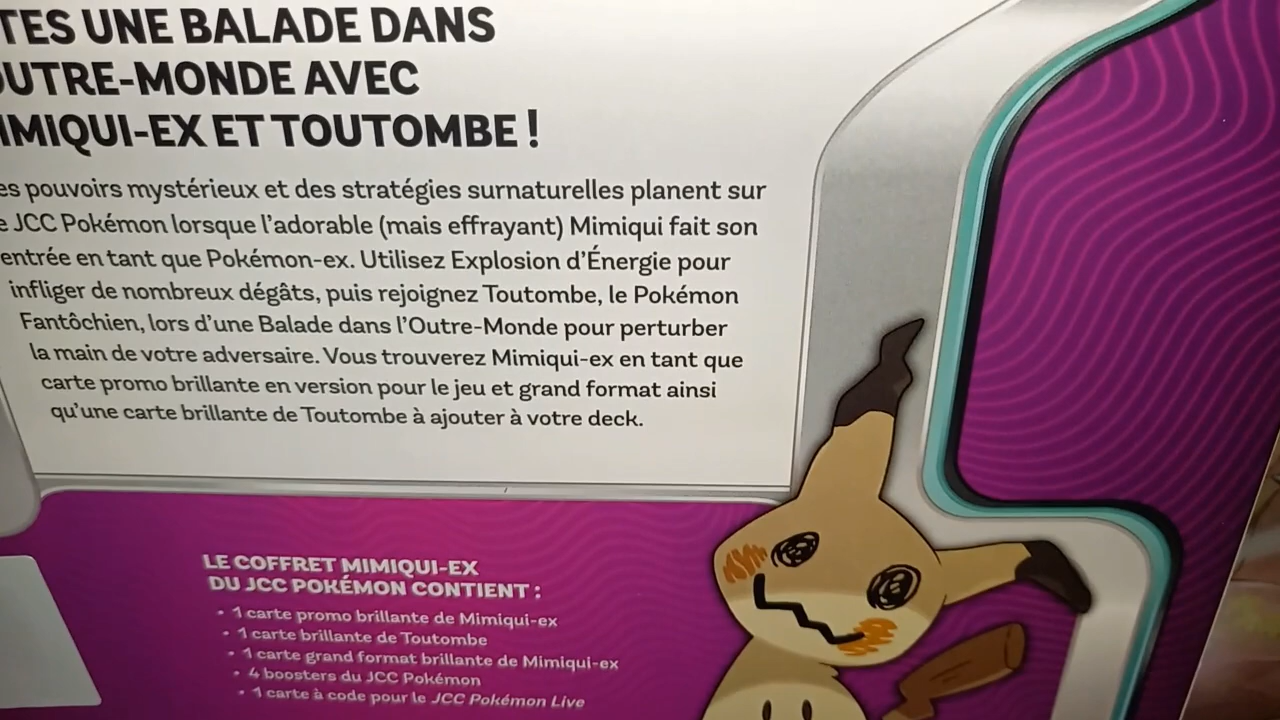 TES UNE BALADE DANS
OUTRE-MONDE AVEC
IMIQUI-EX ET TOUTOMBE !
es pouvoirs mystérieux et des stratégies surnaturelles planent sur
e JCC Pokémon lorsque l'adorable (mais effrayant) Mimiqui fait son
entrée en tant que Pokémon-ex. Utilisez Explosion d'Énergie pour
infliger de nombreux dégâts, puis rejoignez Toutombe, le Pokémon
Fantôchien, lors d'une Balade dans l'Outre-Monde pour perturber
la main de votre adversaire. Vous trouverez Mimiqui-ex en tant que
carte promo brillante en version pour le jeu et grand format ainsi
qu'une carte brillante de Toutombe à ajouter à votre deck.
LE COFFRET MIMIQUI-EX
DU JCC POKÉMON CONTIENT :
• 1 carte promo brillante de Mimiqui-ex
• 1 carte brillante de Toutombe
• 1 carte grand format brillante de Mimiqui-ex
• 4 boosters du JCC Pokémon
• 1 carte à code pour le JCC Pokémon Live